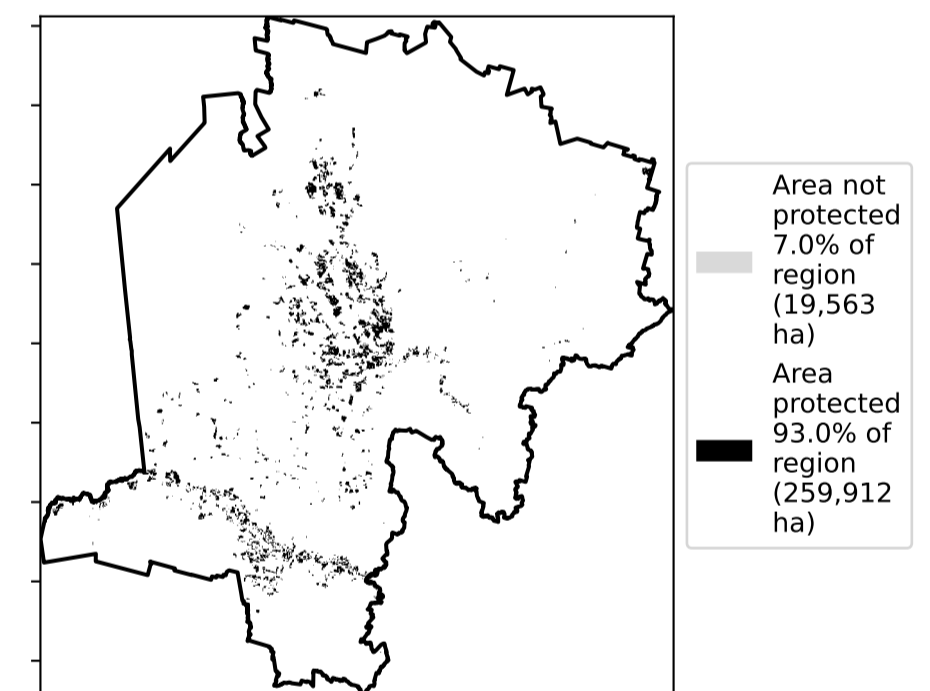 Area not
protected
7.0% of
region
(19,563
ha)
Area
protected
93.0% of
region
(259,912
ha)